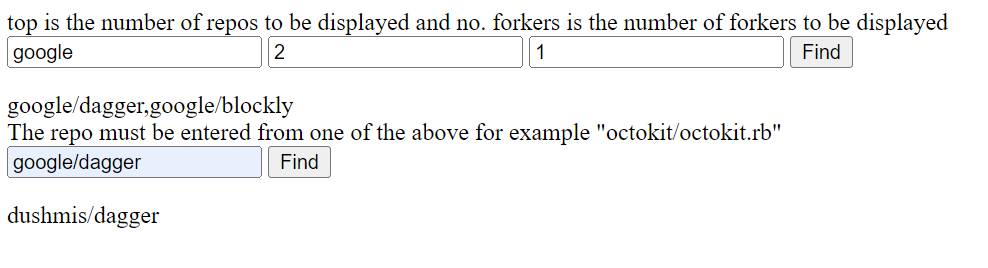 top is the number of repos to be displayed and no. forkers is the number of forkers to be displayed
google 2 1 Find
google/dagger,google/blockly
The repo must be entered from one of the above for example "octokit/octokit.rb"
google/dagger Find
dushmis/dagger